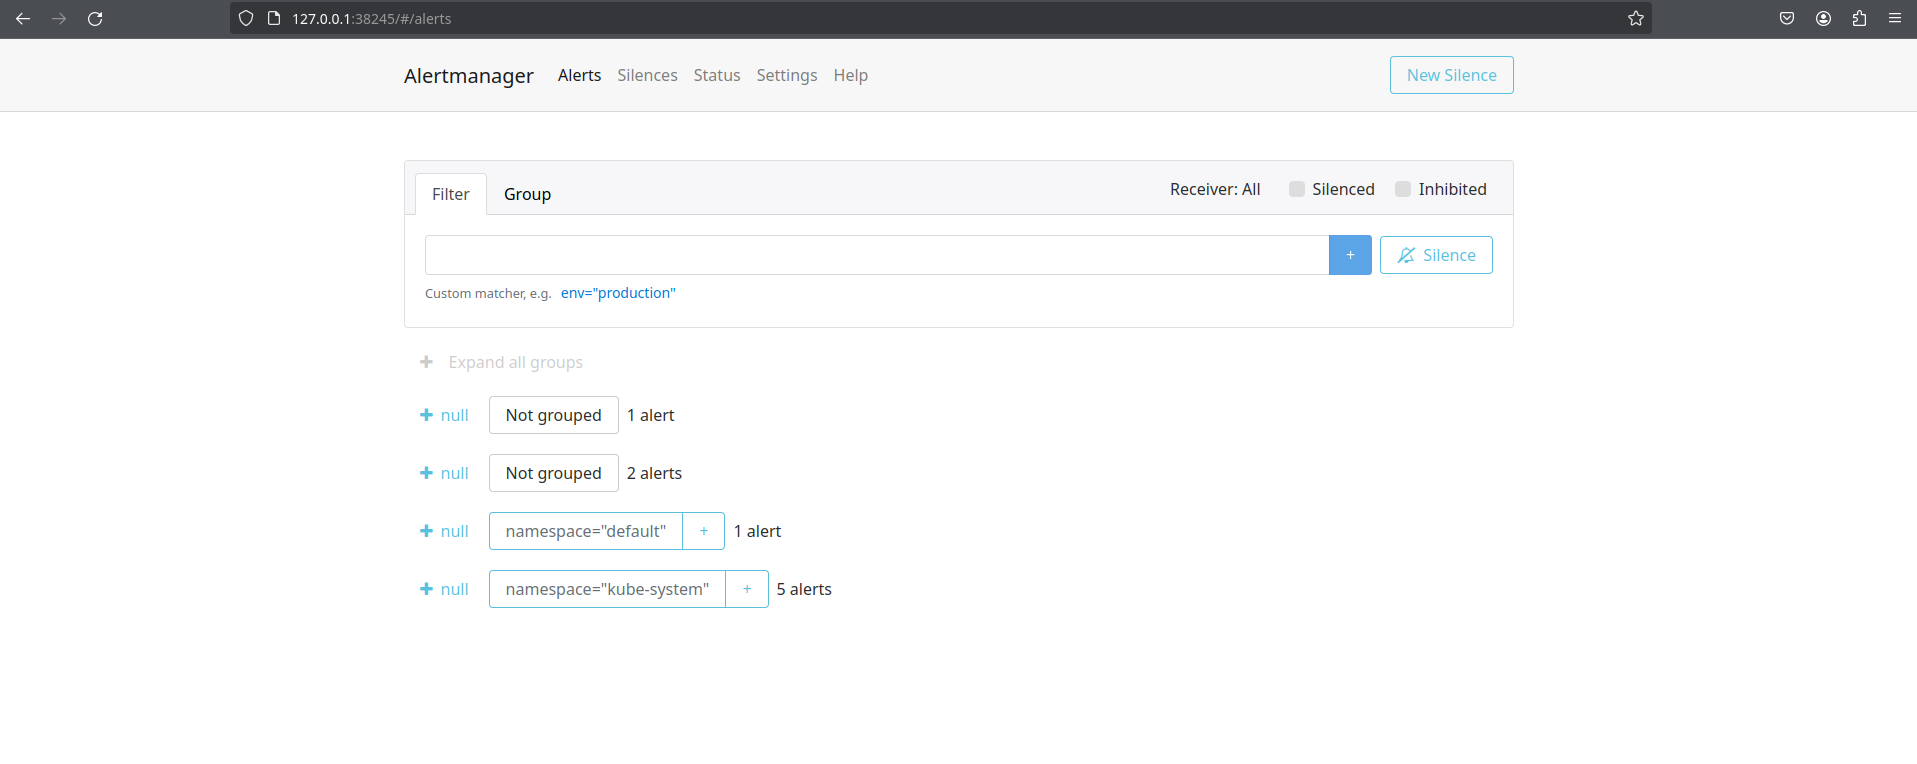 127.0.0.1:38245/#/alerts
Alertmanager Alerts Silences Status Settings Help New Silence
Filter Group Receiver: All Silenced Inhibited
+ Silence
Custom matcher, e.g. env="production"
+ Expand all groups
+ null Not grouped 1 alert
+ null Not grouped 2 alerts
+ null namespace="default" + 1 alert
+ null namespace="kube-system" + 5 alerts